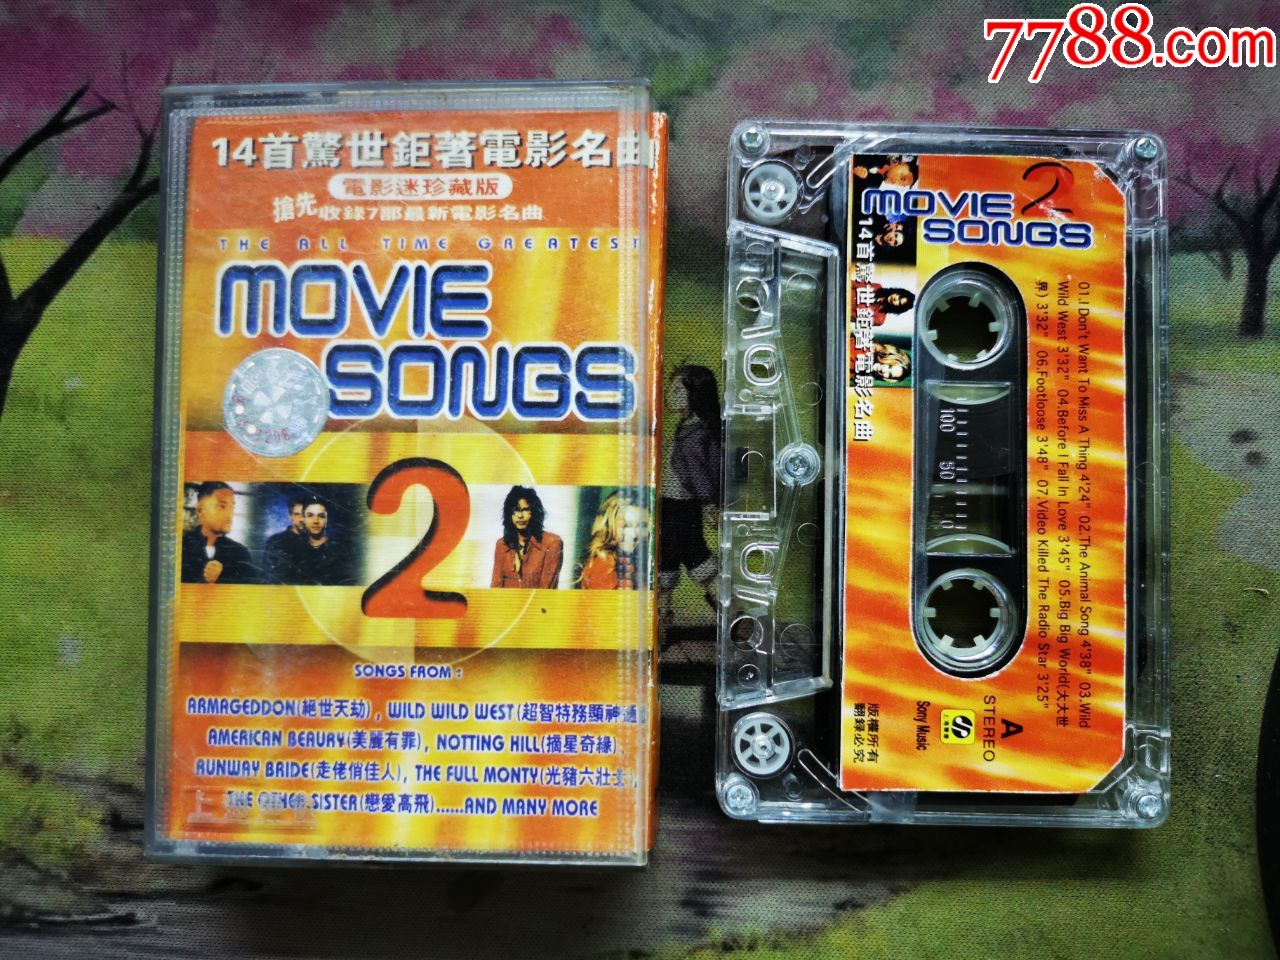 7788.com
14首驚世鉅著電影名曲
電影迷珍藏版
搶先收錄7部最新電影名曲
THE ALL TIME GREATEST
MOVIE
SONGS
2
SONGS FROM :
ARMAGEDDON(絕世天劫) , WILD WILD WEST(超智特務顯神通)
AMERICAN BEAURY(美麗有罪), NOTTING HILL(摘星奇緣)
RUNWAY BRIDE(走佬俏佳人), THE FULL MONTY(光豬六壯士),
THE OTHER SISTER(戀愛高飛)......AND MANY MORE
MOVIE 2
SONGS
14首驚世鉅著電影名曲
01.I Don't Want To Miss A Thing 4'24" 02.The Animal Song 4'38" 03.Wild
Wild West 3'32" 04.Before I Fall In Love 3'45" 05.Big Big World(大大世
界) 3'32" 06.Footloose 3'48" 07.Video Killed The Radio Star 3'25"
100 50 0
A
STEREO
Sony Music
版權所有
翻錄必究